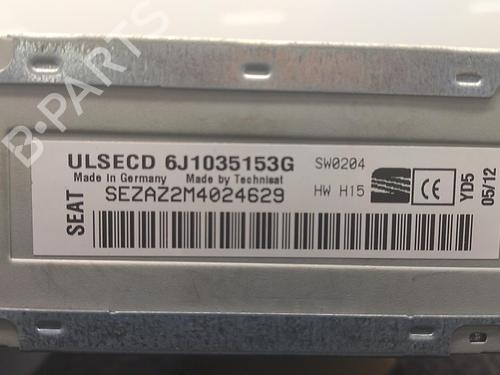 ULSECD 6J1035153G SW0204
Made in Germany Made by Technisat
SEZAZ2M4024629 HW H15
SEAT
CE
YD5
05/12
B-PARTS